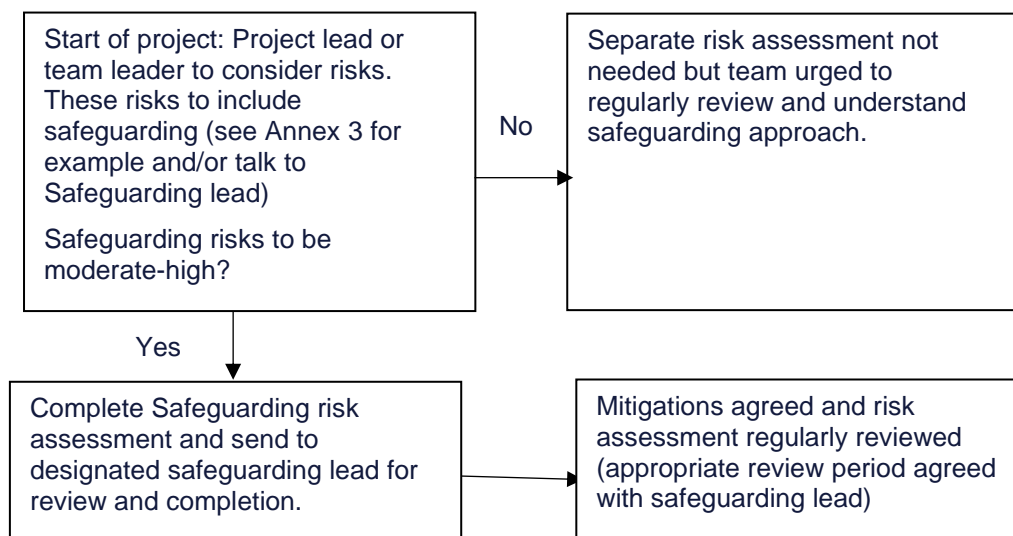 Start of project: Project lead or
team leader to consider risks.
These risks to include
safeguarding (see Annex 3 for
example and/or talk to
Safeguarding lead)
Safeguarding risks to be
moderate-high?
No
Separate risk assessment not
needed but team urged to
regularly review and understand
safeguarding approach.
Yes
Complete Safeguarding risk
assessment and send to
designated safeguarding lead for
review and completion.
Mitigations agreed and risk
assessment regularly reviewed
(appropriate review period agreed
with safeguarding lead)